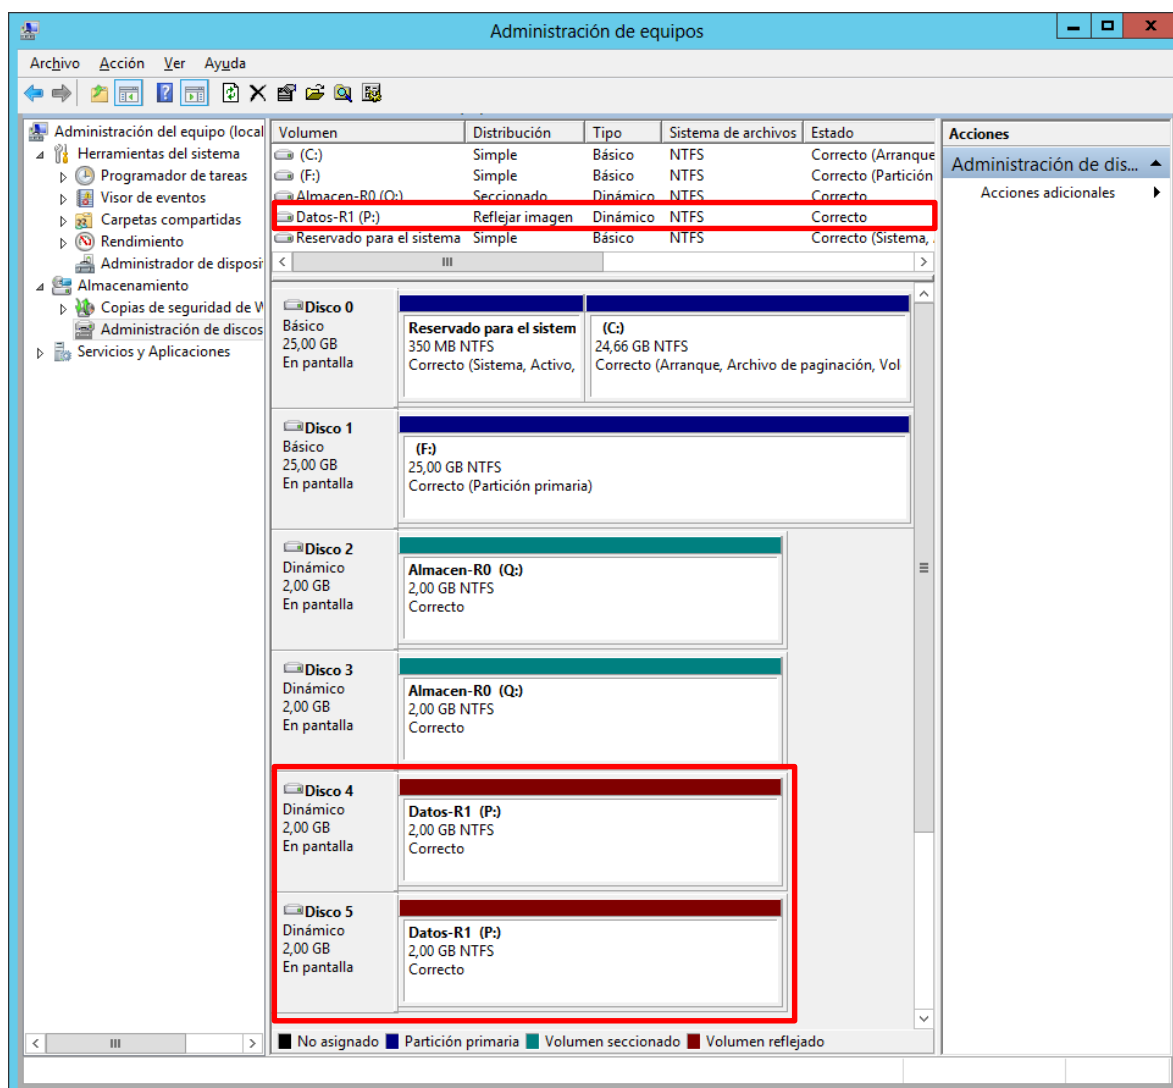 Administración de equipos
Archivo Acción Ver Ayuda
Administración del equipo (local
Herramientas del sistema
Programador de tareas
Visor de eventos
Carpetas compartidas
Rendimiento
Administrador de disposi
Almacenamiento
Copias de seguridad de W
Administración de discos
Servicios y Aplicaciones
Volumen Distribución Tipo Sistema de archivos Estado
(C:) Simple Básico NTFS Correcto (Arranque
(F:) Simple Básico NTFS Correcto (Partición
Almacen-R0 (Q:) Seccionado Dinámico NTFS Correcto
Datos-R1 (P:) Reflejar imagen Dinámico NTFS Correcto
Reservado para el sistema Simple Básico NTFS Correcto (Sistema,
Disco 0
Básico
25,00 GB
En pantalla
Reservado para el sistem
350 MB NTFS
Correcto (Sistema, Activo,
(C:)
24,66 GB NTFS
Correcto (Arranque, Archivo de paginación, Vol
Disco 1
Básico
25,00 GB
En pantalla
(F:)
25,00 GB NTFS
Correcto (Partición primaria)
Disco 2
Dinámico
2,00 GB
En pantalla
Almacen-R0 (Q:)
2,00 GB NTFS
Correcto
Disco 3
Dinámico
2,00 GB
En pantalla
Almacen-R0 (Q:)
2,00 GB NTFS
Correcto
Disco 4
Dinámico
2,00 GB
En pantalla
Datos-R1 (P:)
2,00 GB NTFS
Correcto
Disco 5
Dinámico
2,00 GB
En pantalla
Datos-R1 (P:)
2,00 GB NTFS
Correcto
No asignado Partición primaria Volumen seccionado Volumen reflejado
Acciones
Administración de dis...
Acciones adicionales